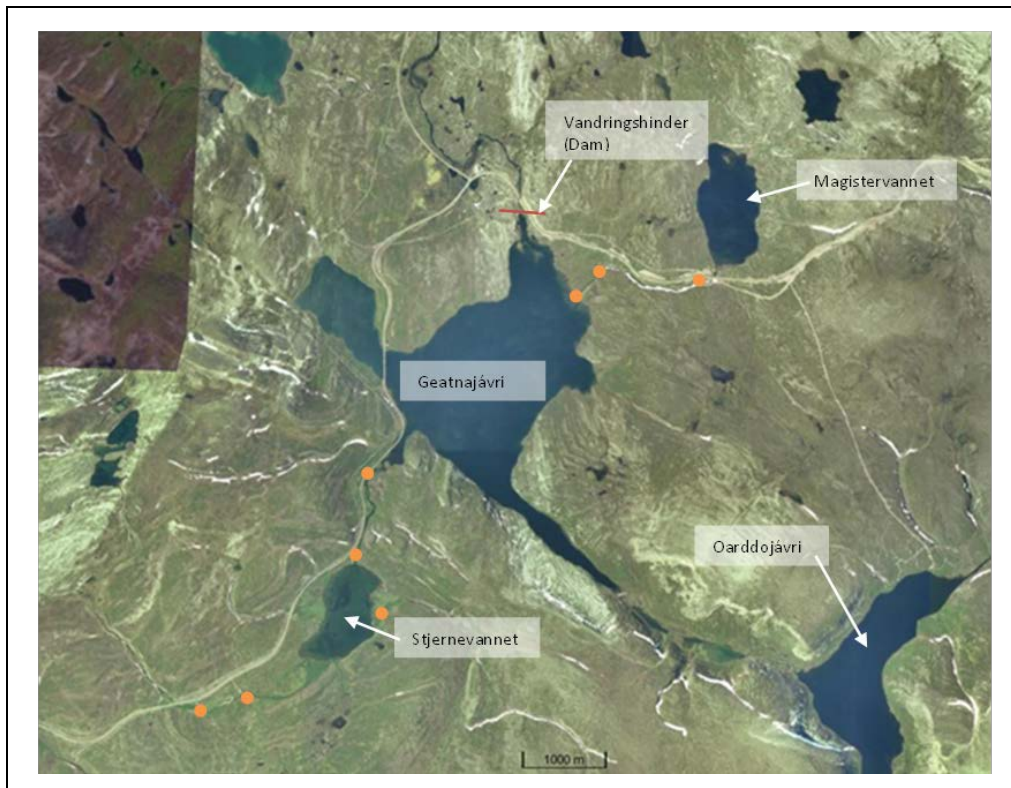 Vandringshinder
(Dam)
Magistervannet
Geatnajávri
Oarddojávri
Stjernevannet
1000 m